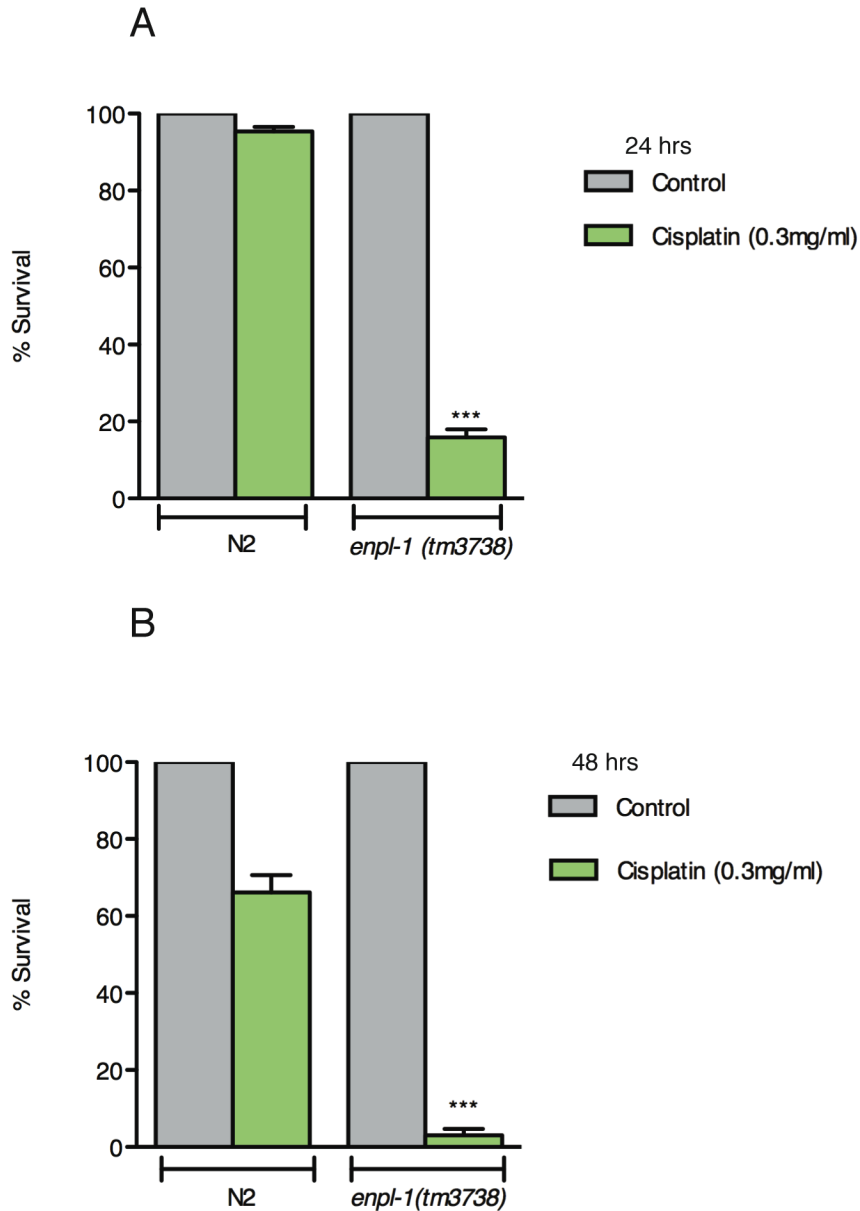 A
100
80
60
40
20
0
% Survival
***
N2
enpl-1 (tm3738)
24 hrs
Control
Cisplatin (0.3mg/ml)
B
100
80
60
40
20
0
% Survival
***
N2
enpl-1(tm3738)
48 hrs
Control
Cisplatin (0.3mg/ml)